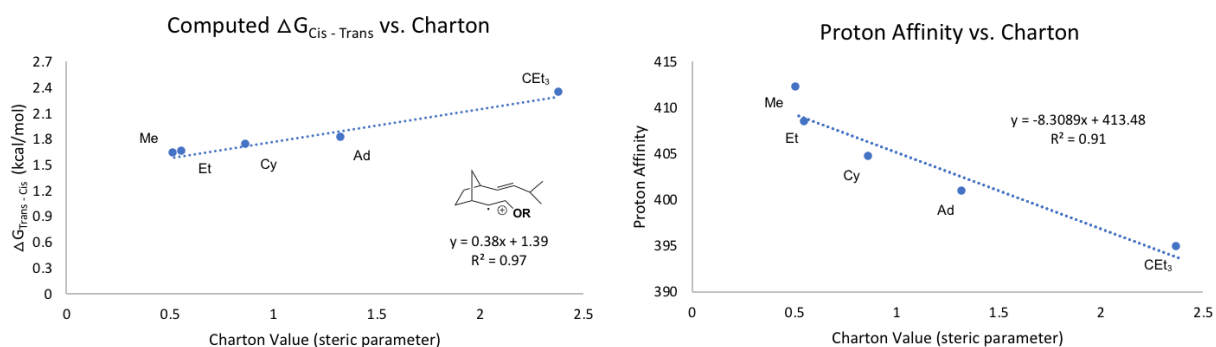 Computed △G Cis - Trans vs. Charton
△G Trans - Cis (kcal/mol)
2.7
2.4
2.1
1.8
1.5
1.2
0.9
0.6
0.3
0
0 0.5 1 1.5 2 2.5
Charton Value (steric parameter)
Me
Et
Cy
Ad
CEt₃
• ⊕ OR
y = 0.38x + 1.39
R² = 0.97
Proton Affinity vs. Charton
Proton Affinity
415
410
405
400
395
390
0 0.5 1 1.5 2 2.5
Charton Value (steric parameter)
Me
Et
Cy
Ad
CEt₃
y = -8.3089x + 413.48
R² = 0.91